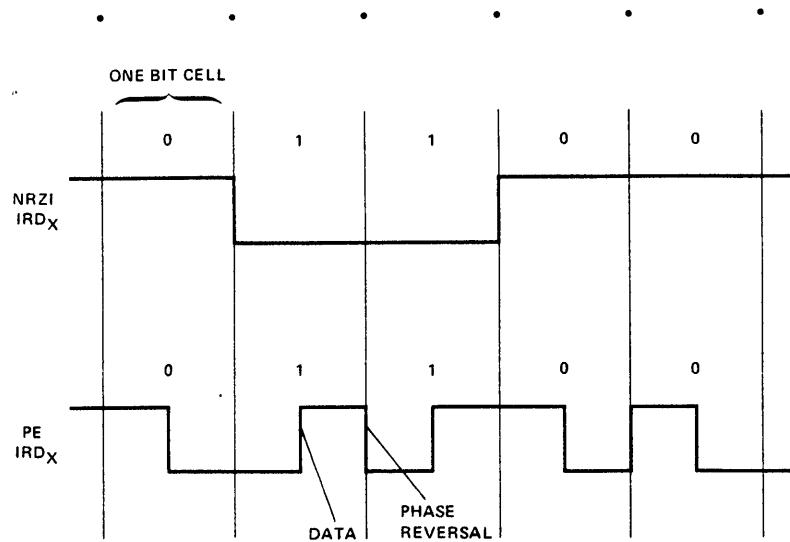 ONE BIT CELL
0 1 1 0 0
NRZI
IRDX
0 1 1 0 0
PE
IRDX
DATA
PHASE
REVERSAL